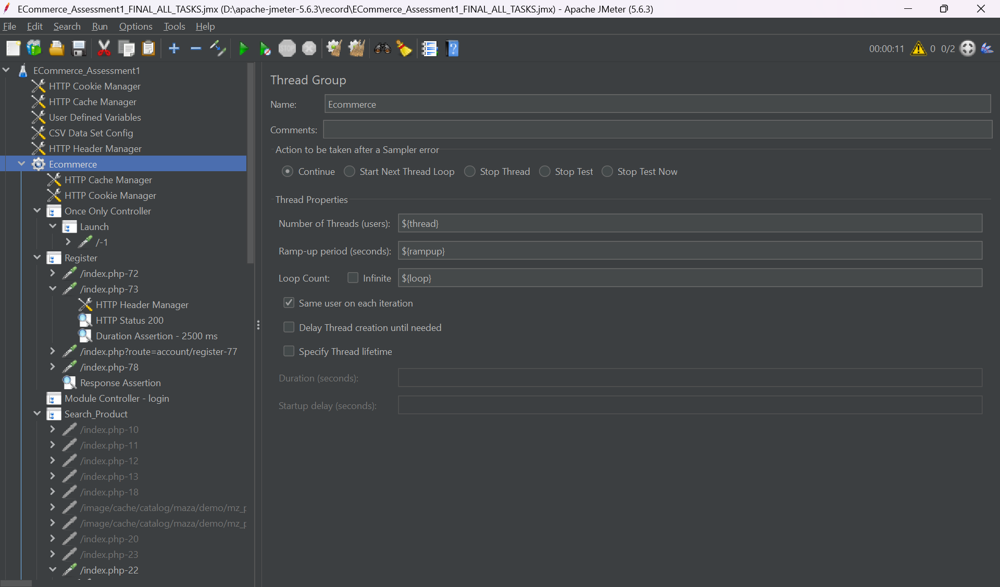 ECommerce_Assessment1_FINAL_ALL_TASKS.jmx (D:\apache-jmeter-5.6.3\record\ECommerce_Assessment1_FINAL_ALL_TASKS.jmx) - Apache JMeter (5.6.3)
File Edit Search Run Options Tools Help
STOP
00:00:11 0 0/2
ECommerce_Assessment1
HTTP Cookie Manager
HTTP Cache Manager
User Defined Variables
CSV Data Set Config
HTTP Header Manager
Ecommerce
HTTP Cache Manager
HTTP Cookie Manager
Once Only Controller
Launch
/-1
Register
/index.php-72
/index.php-73
HTTP Header Manager
HTTP Status 200
Duration Assertion - 2500 ms
/index.php?route=account/register-77
/index.php-78
Response Assertion
Module Controller - login
Search_Product
/index.php-10
/index.php-11
/index.php-12
/index.php-13
/index.php-18
/image/cache/catalog/maza/demo/mz_p
/image/cache/catalog/maza/demo/mz_p
/index.php-20
/index.php-23
/index.php-22
Thread Group
Name: Ecommerce
Comments:
Action to be taken after a Sampler error
Continue Start Next Thread Loop Stop Thread Stop Test Stop Test Now
Thread Properties
Number of Threads (users): ${thread}
Ramp-up period (seconds): ${rampup}
Loop Count: Infinite ${loop}
Same user on each iteration
Delay Thread creation until needed
Specify Thread lifetime
Duration (seconds):
Startup delay (seconds):